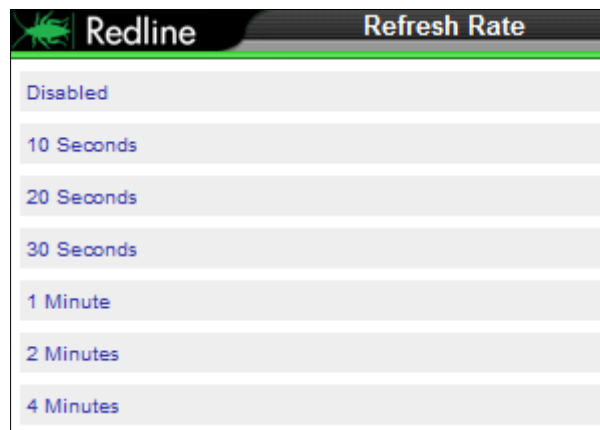 Redline Refresh Rate
Disabled
10 Seconds
20 Seconds
30 Seconds
1 Minute
2 Minutes
4 Minutes